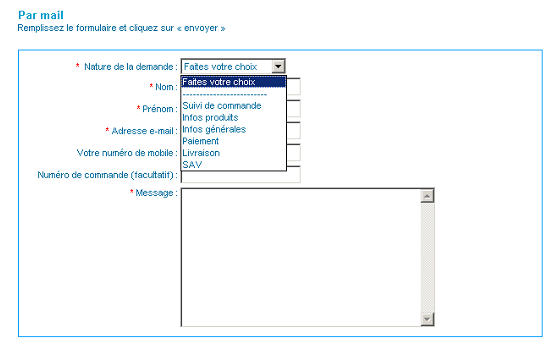 Par mail
Remplissez le formulaire et cliquez sur « envoyer »
* Nature de la demande : Faites votre choix
Faites votre choix
------------------------
* Nom :
Suivi de commande
* Prénom :
Infos produits
Infos générales
* Adresse e-mail :
Paiement
Votre numéro de mobile : Livraison
SAV
Numéro de commande (facultatif) :
* Message :